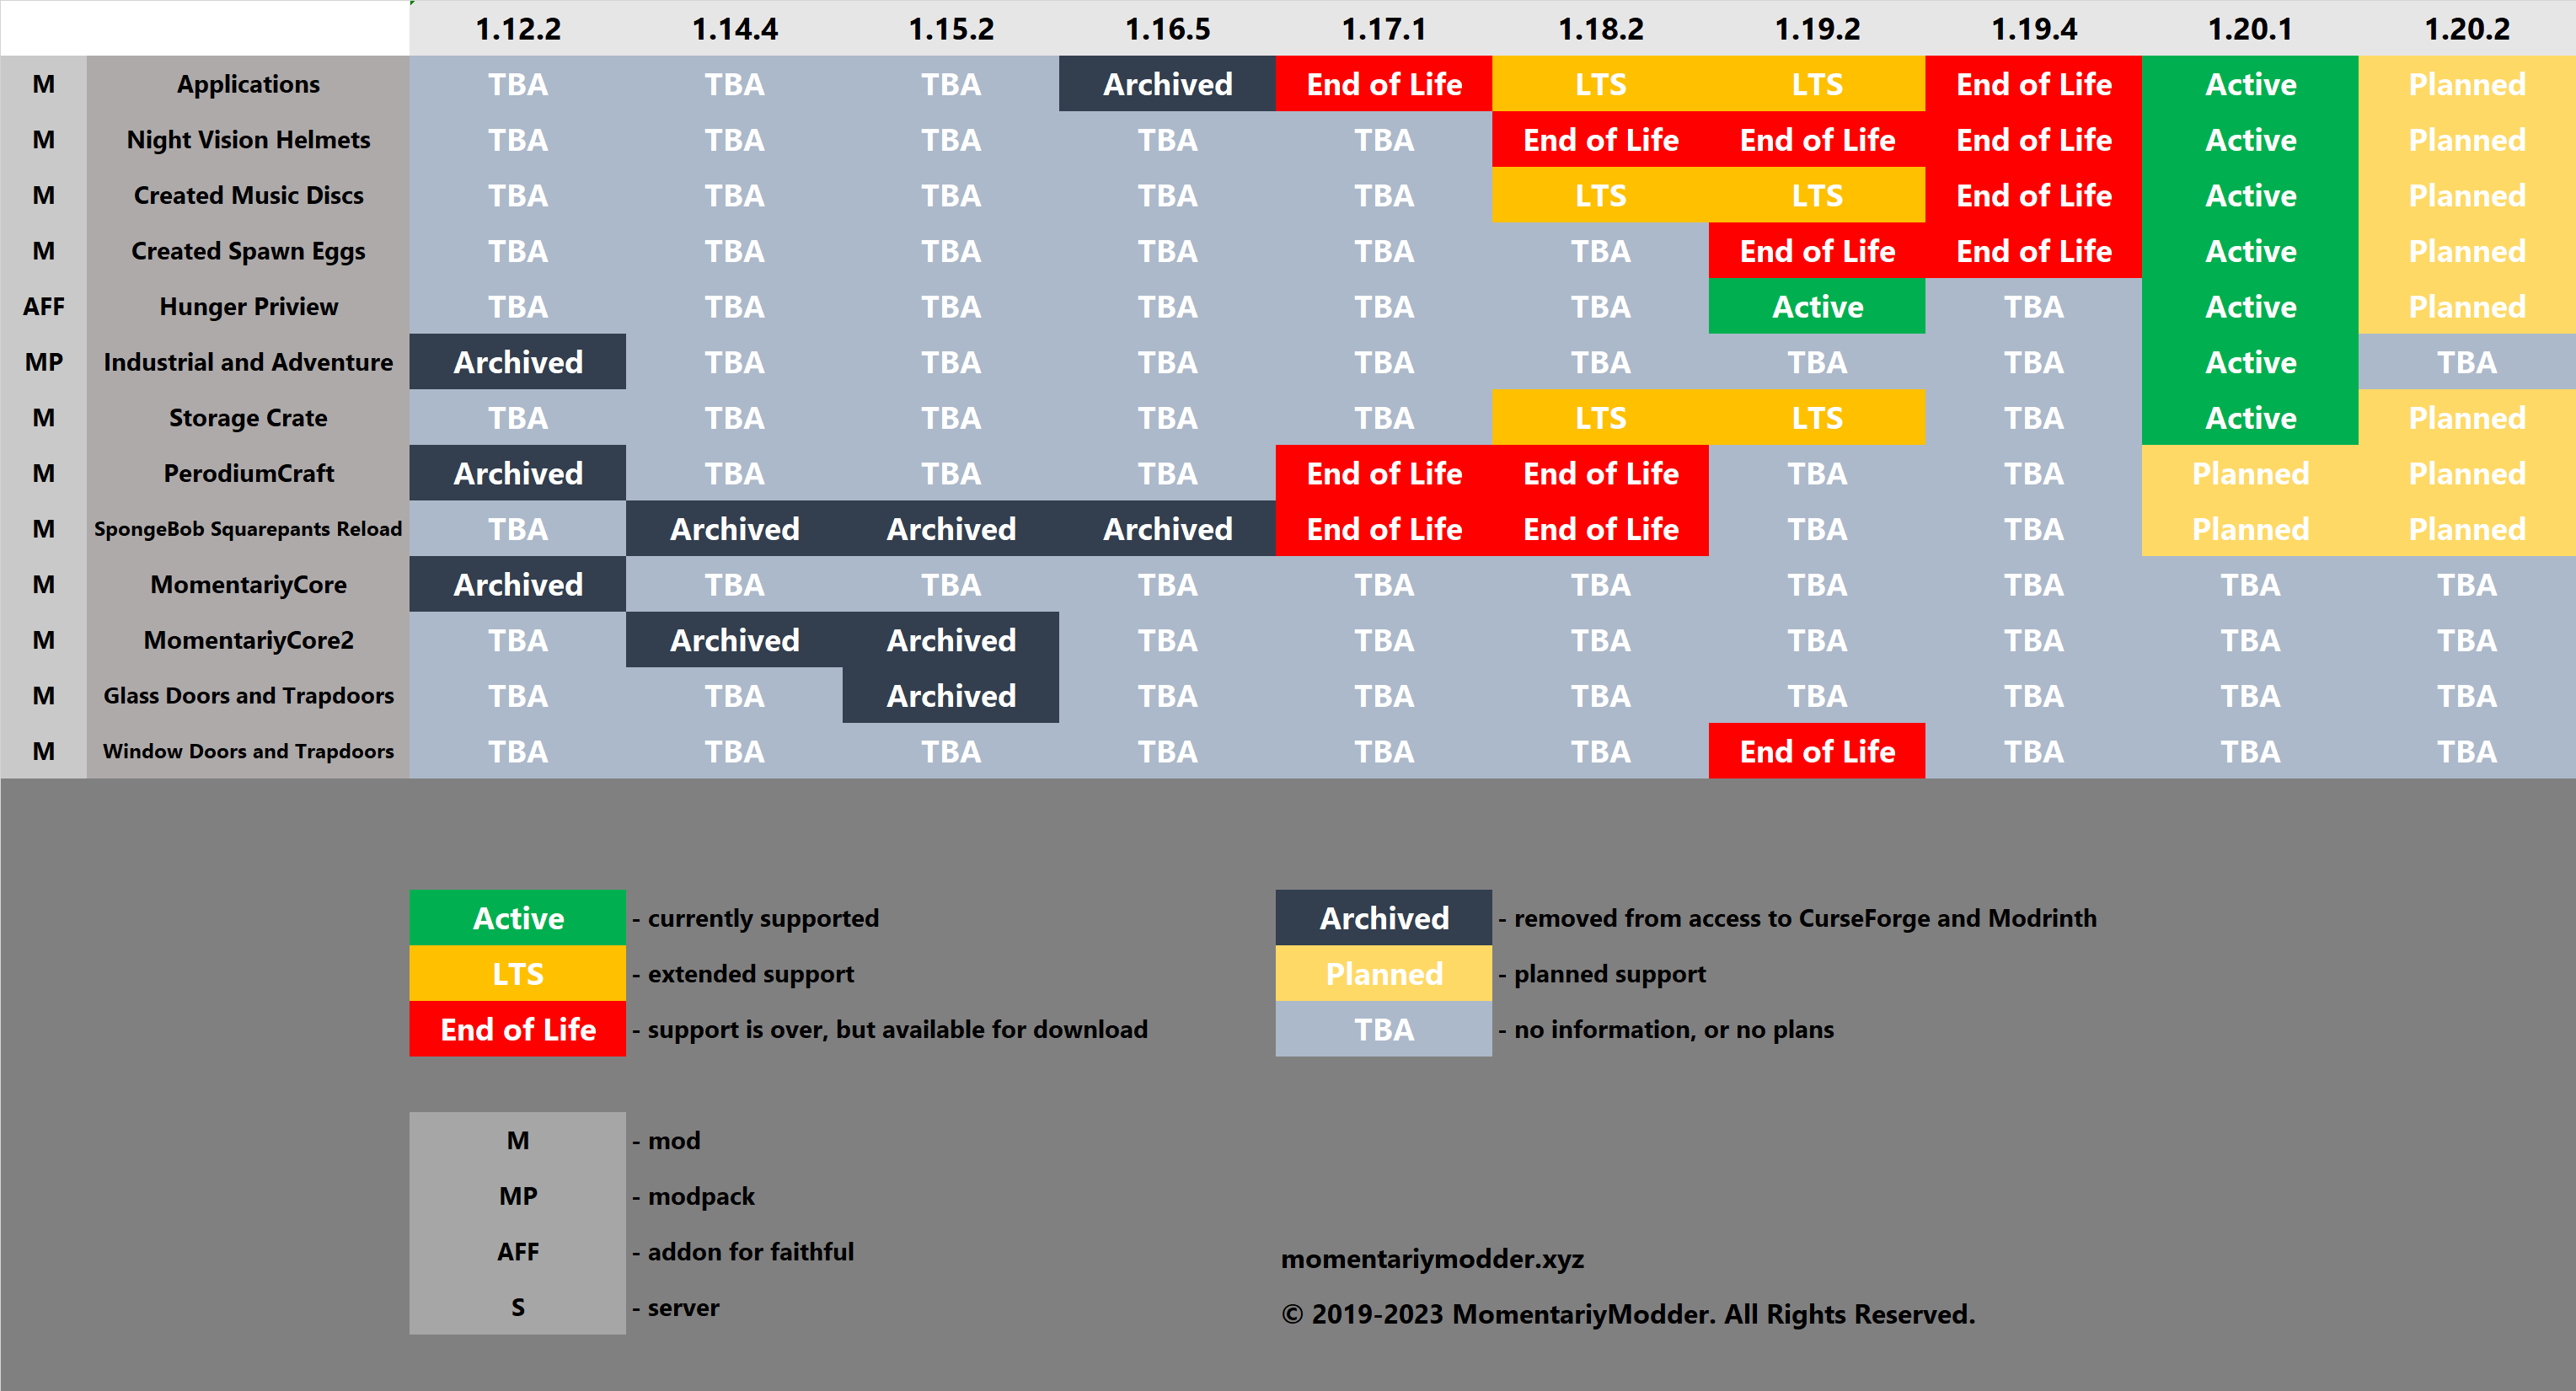 1.12.2 1.14.4 1.15.2 1.16.5 1.17.1 1.18.2 1.19.2 1.19.4 1.20.1 1.20.2
M Applications TBA TBA TBA Archived End of Life LTS LTS End of Life Active Planned
M Night Vision Helmets TBA TBA TBA TBA TBA End of Life End of Life End of Life Active Planned
M Created Music Discs TBA TBA TBA TBA TBA LTS LTS End of Life Active Planned
M Created Spawn Eggs TBA TBA TBA TBA TBA TBA End of Life End of Life Active Planned
AFF Hunger Priview TBA TBA TBA TBA TBA TBA Active TBA Active Planned
MP Industrial and Adventure Archived TBA TBA TBA TBA TBA TBA TBA Active TBA
M Storage Crate TBA TBA TBA TBA TBA LTS LTS TBA Active Planned
M PerodiumCraft Archived TBA TBA TBA End of Life End of Life TBA TBA Planned Planned
M SpongeBob Squarepants Reload TBA Archived Archived Archived End of Life End of Life TBA TBA Planned Planned
M MomentariyCore Archived TBA TBA TBA TBA TBA TBA TBA TBA TBA
M MomentariyCore2 TBA Archived Archived TBA TBA TBA TBA TBA TBA TBA
M Glass Doors and Trapdoors TBA TBA Archived TBA TBA TBA TBA TBA TBA TBA
M Window Doors and Trapdoors TBA TBA TBA TBA TBA TBA End of Life TBA TBA TBA
Active - currently supported
LTS - extended support
End of Life - support is over, but available for download
Archived - removed from access to CurseForge and Modrinth
Planned - planned support
TBA - no information, or no plans
M - mod
MP - modpack
AFF - addon for faithful
S - server
momentariymodder.xyz
© 2019-2023 MomentariyModder. All Rights Reserved.